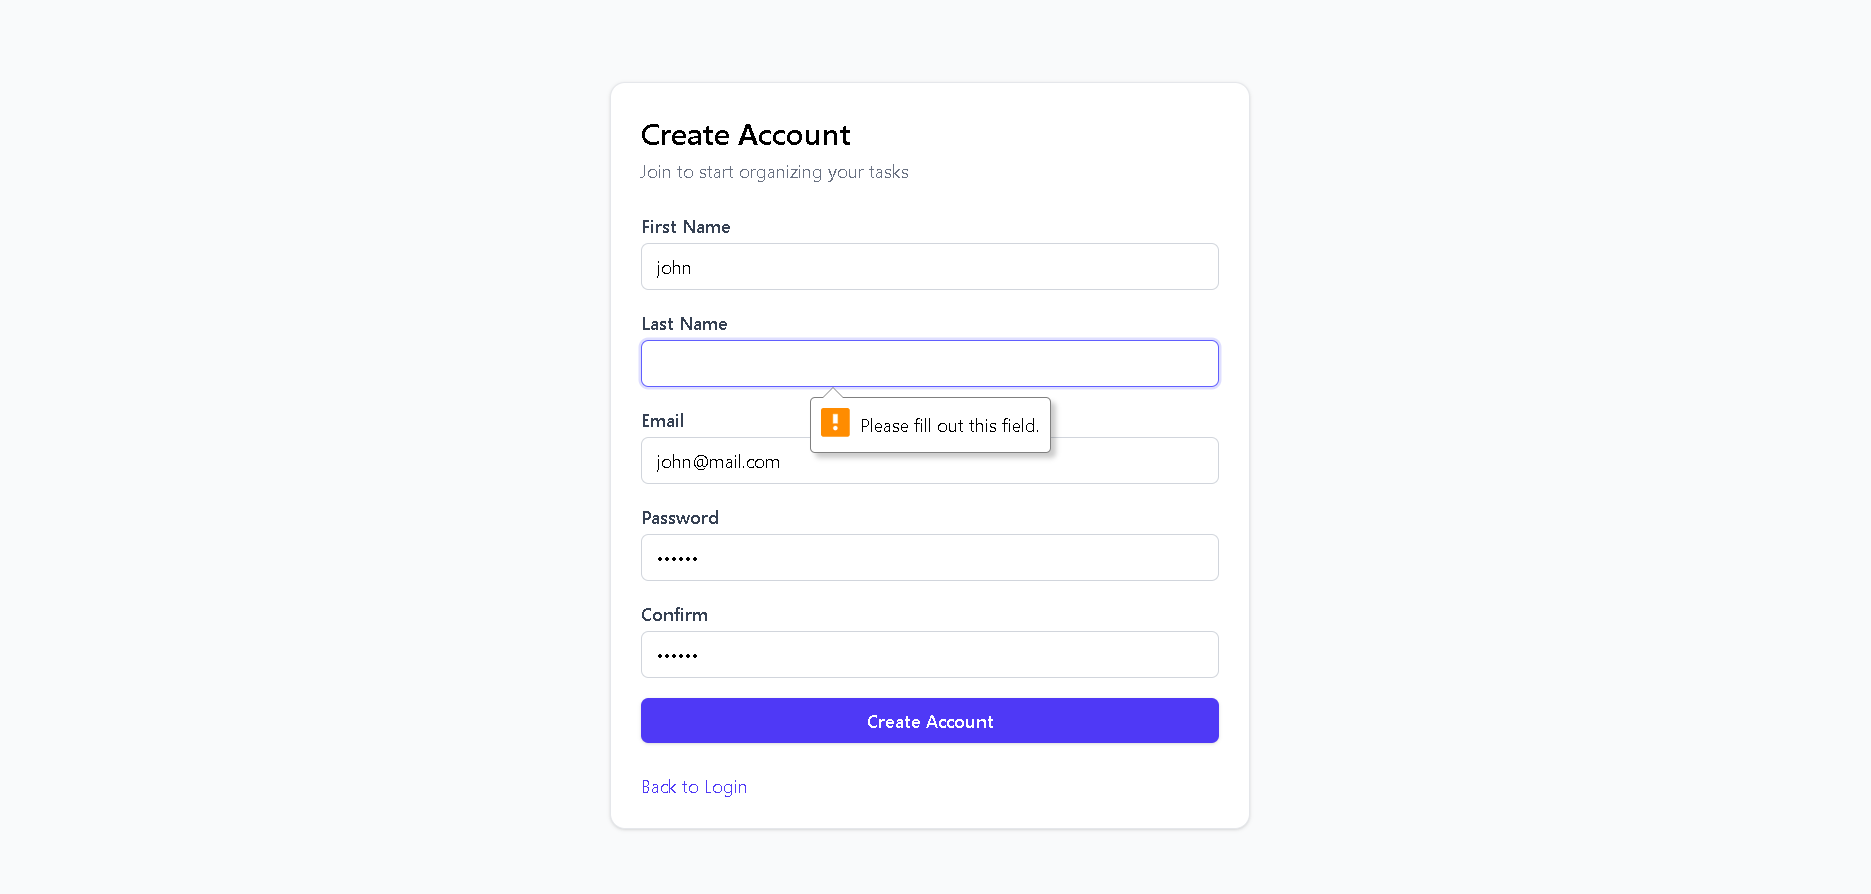 Create Account
Join to start organizing your tasks
First Name
john
Last Name
Please fill out this field.
Email
john@mail.com
Password
••••••
Confirm
••••••
Create Account
Back to Login